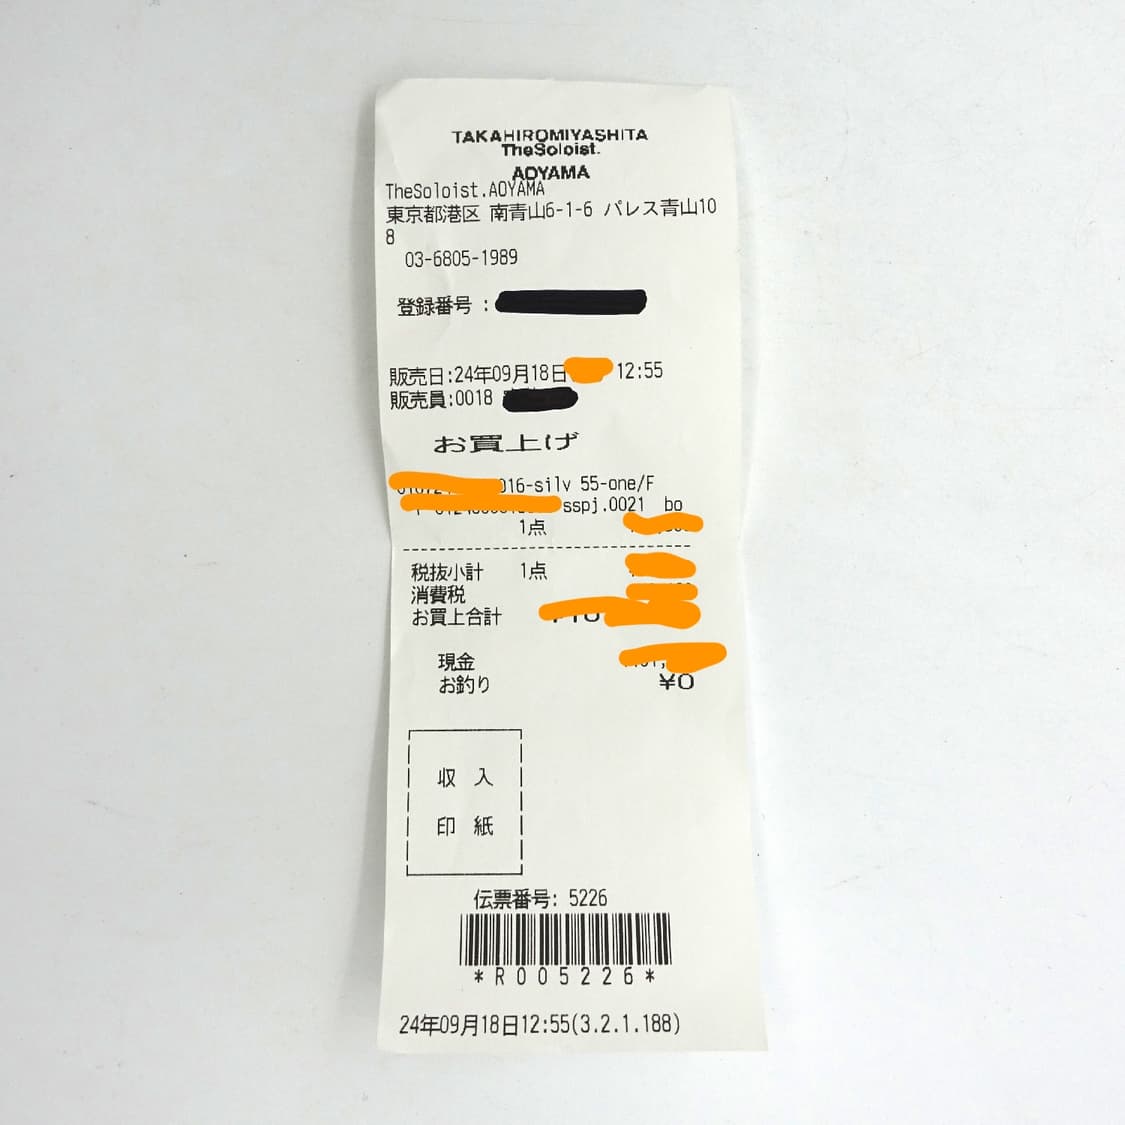 TAKAHIROMIYASHITA
TheSoloist.
AOYAMA
TheSoloist.AOYAMA
東京都港区 南青山6-1-6 パレス青山10
8
03-6805-1989
登録番号 :
販売日:24年09月18日 12:55
販売員:0018
お買上げ
016-silv 55-one/F
sspj.0021 bo
1点
税抜小計 1点
消費税
お買上合計
現金
お釣り ¥0
収 入
印 紙
伝票番号: 5226
*R005226*
24年09月18日12:55(3.2.1.188)